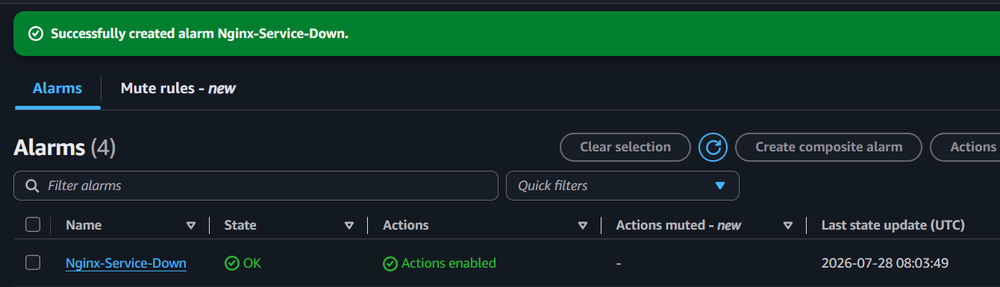 Successfully created alarm Nginx-Service-Down.
Alarms
Mute rules - new
Alarms (4)
Clear selection
Create composite alarm
Actions
Filter alarms
Quick filters
Name
State
Actions
Actions muted - new
Last state update (UTC)
Nginx-Service-Down
OK
Actions enabled
-
2026-07-28 08:03:49